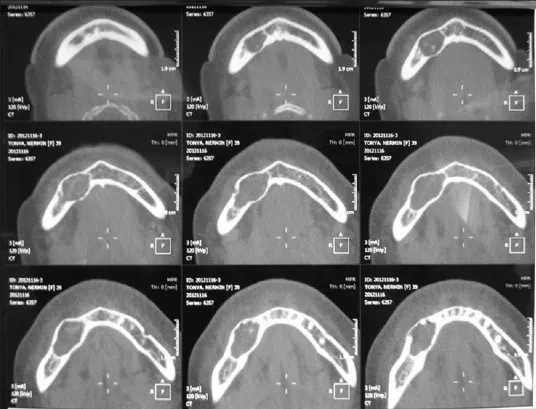 20121116
Series: 6357
1.9 cm
3 [mA]
120 [kVp]
CT
A
R
F
20121116
Series: 6357
1.9 cm
3 [mA]
120 [kVp]
CT
A
R
F
Series: 6357
1.9 cm
3 [mA]
120 [kVp]
CT
A
R
F
ID: 20121116-3
TONYA, NERMIN [F] 39
20121116
Series: 6357
MPR
TH: 0 [mm]
cm
3 [mA]
120 [kVp]
CT
A
R
F
ID: 20121116-3
TONYA, NERMIN [F] 39
20121116
Series: 6357
MPR
TH: 0 [mm]
3 [mA]
120 [kVp]
CT
A
R
F
ID: 20121116-3
TONYA, NERMIN [F] 39
20121116
Series: 6357
MPR
TH: 0 [mm]
3 [mA]
120 [kVp]
CT
A
R
F
ID: 20121116-3
TONYA, NERMIN [F] 39
20121116
Series: 6357
MPR
TH: 0 [mm]
3 [mA]
120 [kVp]
CT
A
R
F
ID: 20121116-3
TONYA, NERMIN [F] 39
20121116
Series: 6357
MPR
TH: 0 [mm]
3 [mA]
120 [kVp]
CT
A
R
F
ID: 20121116-3
TONYA, NERMIN [F] 39
20121116
Series: 6357
MPR
TH: 0 [mm]
3 [mA]
120 [kVp]
CT
A
R
F